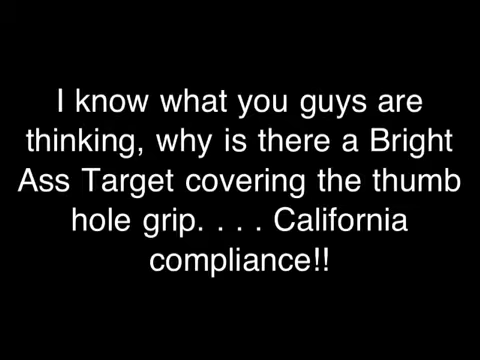 I know what you guys are
thinking, why is there a Bright
Ass Target covering the thumb
hole grip. . . . California
compliance!!